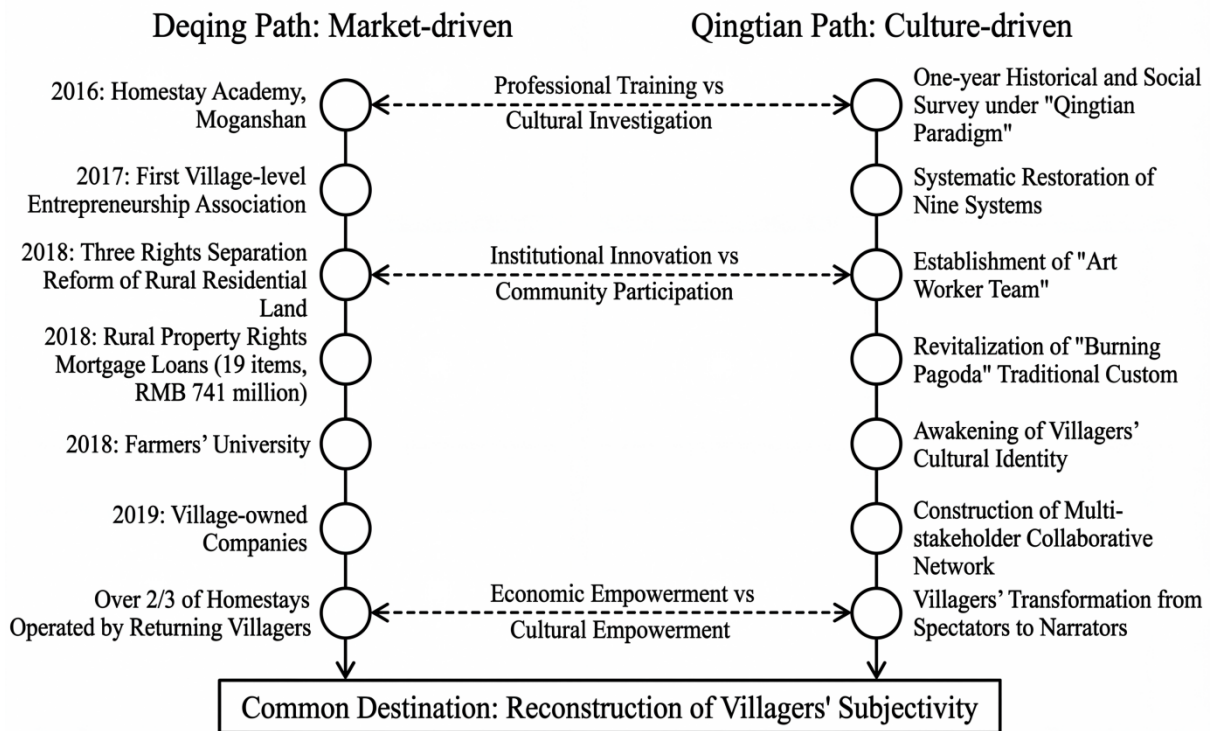 Deqing Path: Market-driven
Qingtian Path: Culture-driven
2016: Homestay Academy,
Moganshan
Professional Training vs
Cultural Investigation
One-year Historical and Social
Survey under "Qingtian
Paradigm"
2017: First Village-level
Entrepreneurship Association
Systematic Restoration of
Nine Systems
2018: Three Rights Separation
Reform of Rural Residential
Land
Institutional Innovation vs
Community Participation
Establishment of "Art
Worker Team"
2018: Rural Property Rights
Mortgage Loans (19 items,
RMB 741 million)
Revitalization of "Burning
Pagoda" Traditional Custom
2018: Farmers’ University
Awakening of Villagers’
Cultural Identity
2019: Village-owned
Companies
Construction of Multi-
stakeholder Collaborative
Network
Over 2/3 of Homestays
Operated by Returning Villagers
Economic Empowerment vs
Cultural Empowerment
Villagers’ Transformation from
Spectators to Narrators
Common Destination: Reconstruction of Villagers' Subjectivity